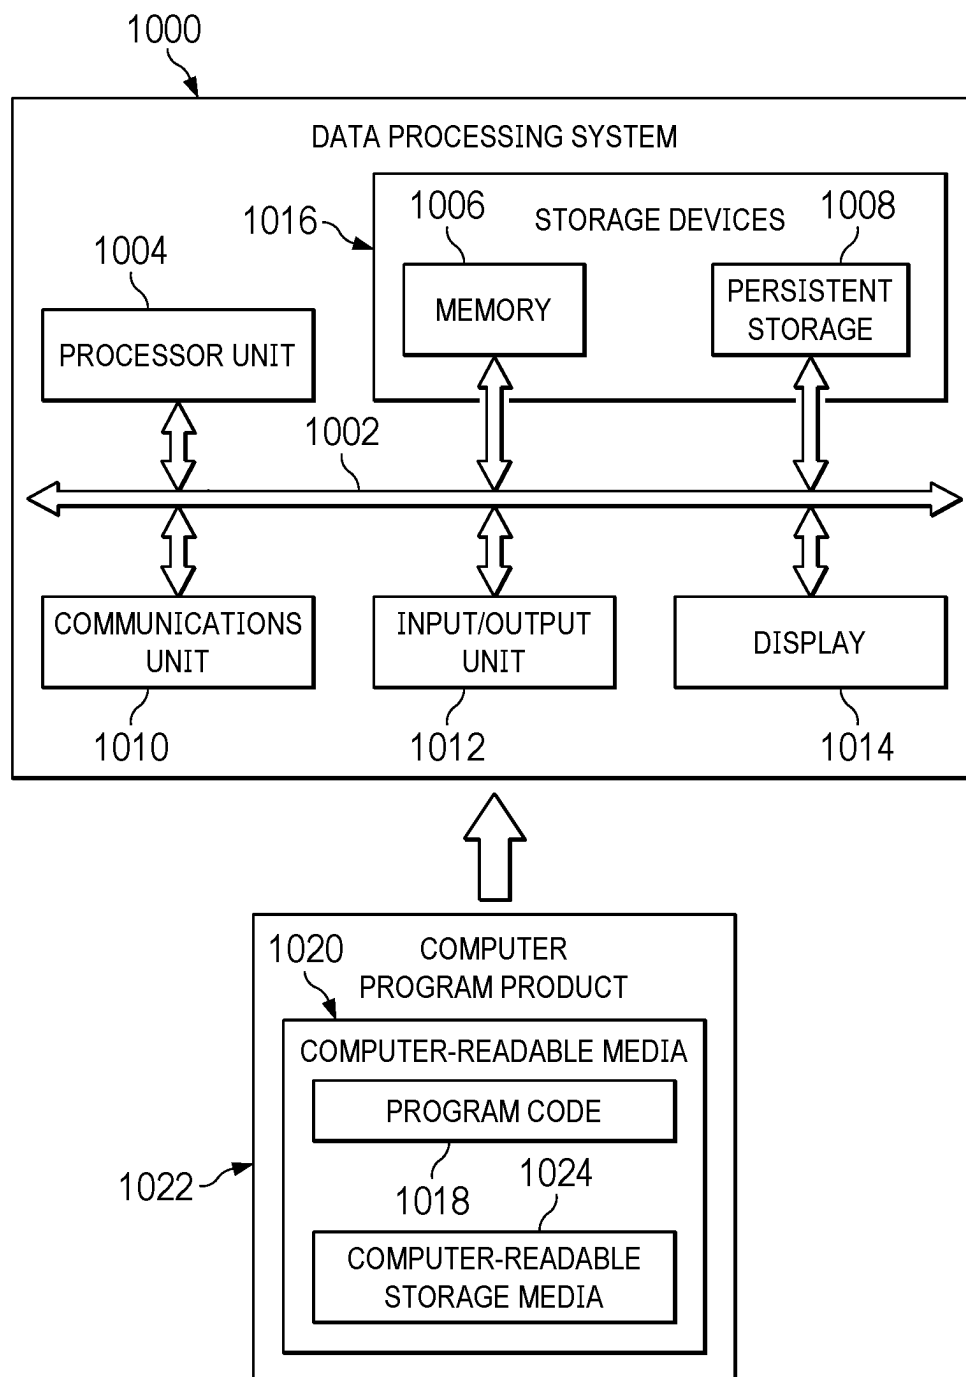 1000
DATA PROCESSING SYSTEM
1016
1006
STORAGE DEVICES
1008
1004
MEMORY
PERSISTENT
STORAGE
PROCESSOR UNIT
1002
COMMUNICATIONS
UNIT
INPUT/OUTPUT
UNIT
DISPLAY
1010
1012
1014
1020
COMPUTER
PROGRAM PRODUCT
COMPUTER-READABLE MEDIA
PROGRAM CODE
1022
1018
1024
COMPUTER-READABLE
STORAGE MEDIA